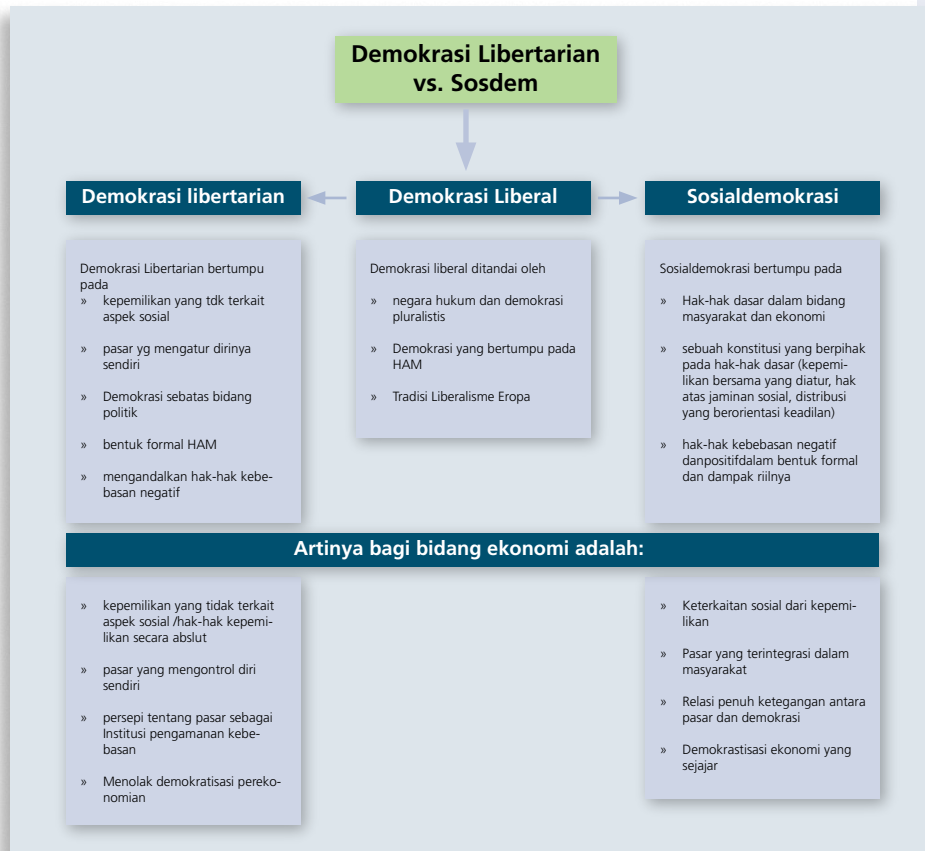 Demokrasi Libertarian
vs. Sosdem
Demokrasi libertarian
Demokrasi Liberal
Sosialdemokrasi
Demokrasi Libertarian bertumpu
pada
» kepemilikan yang tdk terkait
aspek sosial
» pasar yg mengatur dirinya
sendiri
» Demokrasi sebatas bidang
politik
» bentuk formal HAM
» mengandalkan hak-hak kebe-
basan negatif
Demokrasi liberal ditandai oleh
» negara hukum dan demokrasi
pluralistis
» Demokrasi yang bertumpu pada
HAM
» Tradisi Liberalisme Eropa
Sosialdemokrasi bertumpu pada
» Hak-hak dasar dalam bidang
masyarakat dan ekonomi
» sebuah konstitusi yang berpihak
pada hak-hak dasar (kepemi-
likan bersama yang diatur, hak
atas jaminan sosial, distribusi
yang berorientasi keadilan)
» hak-hak kebebasan negatif
danpositifdalam bentuk formal
dan dampak riilnya
Artinya bagi bidang ekonomi adalah:
» kepemilikan yang tidak terkait
aspek sosial /hak-hak kepemi-
likan secara abslut
» pasar yang mengontrol diri
sendiri
» persepi tentang pasar sebagai
Institusi pengamanan kebe-
basan
» Menolak demokratisasi pereko-
nomian
» Keterkaitan sosial dari kepemi-
likan
» Pasar yang terintegrasi dalam
masyarakat
» Relasi penuh ketegangan antara
pasar dan demokrasi
» Demokrastisasi ekonomi yang
sejajar